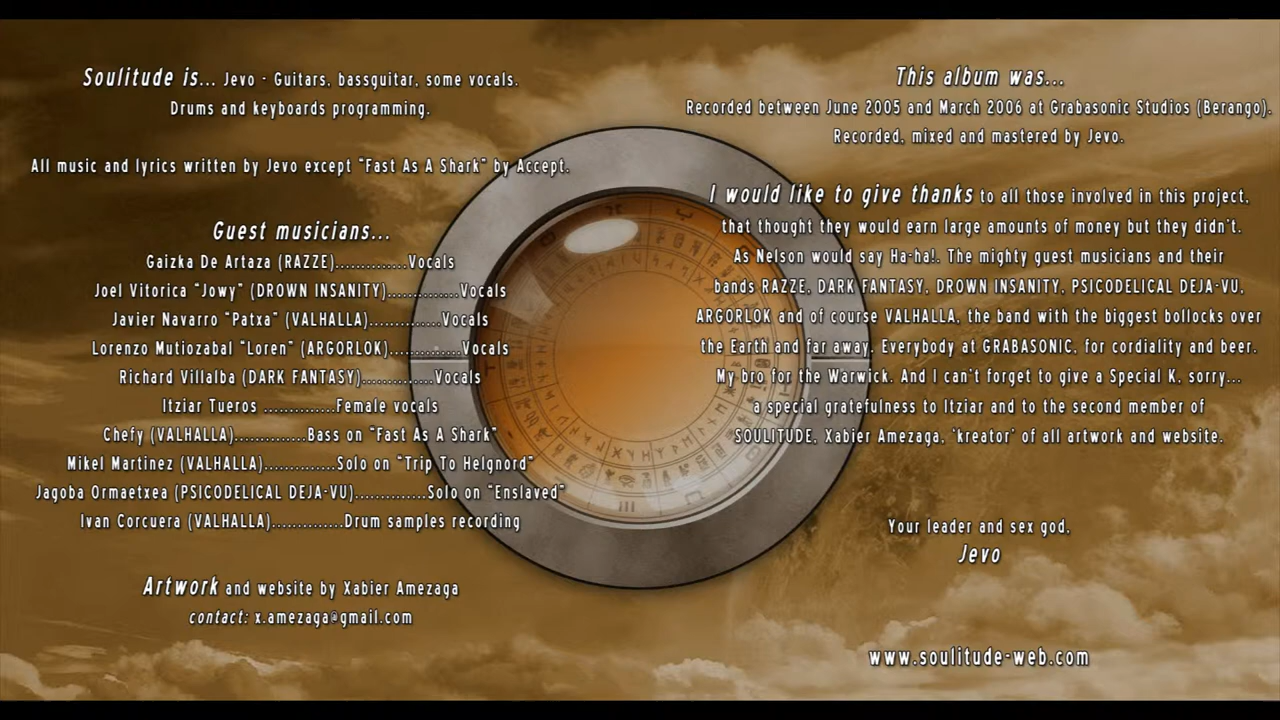 Soulitude is... Jevo - Guitars, bassguitar, some vocals.
Drums and keyboards programming.
All music and lyrics written by Jevo except "Fast As A Shark" by Accept.
Guest musicians...
Gaizka De Artaza (RAZZE).............Vocals
Joel Vitorica "Jowy" (DROWN INSANITY).............Vocals
Javier Navarro "Patxa" (VALHALLA).............Vocals
Lorenzo Mutiozabal "Loren" (ARGORLOK).............Vocals
Richard Villalba (DARK FANTASY).............Vocals
Itziar Tueros .............Female vocals
Chefy (VALHALLA).............Bass on "Fast As A Shark"
Mikel Martinez (VALHALLA).............Solo on "Trip To Helgnord"
Jagoba Ormaetxea (PSICODELICAL DEJA-VU).............Solo on "Enslaved"
Ivan Corcuera (VALHALLA).............Drum samples recording
Artwork and website by Xabier Amezaga
contact: x.amezaga@gmail.com
This album was...
Recorded between June 2005 and March 2006 at Grabasonic Studios (Berango).
Recorded, mixed and mastered by Jevo.
I would like to give thanks to all those involved in this project,
that thought they would earn large amounts of money but they didn't.
As Nelson would say Ha-ha!. The mighty guest musicians and their
bands RAZZE, DARK FANTASY, DROWN INSANITY, PSICODELICAL DEJA-VU,
ARGORLOK and of course VALHALLA, the band with the biggest bollocks over
the Earth and far away. Everybody at GRABASONIC, for cordiality and beer.
My bro for the Warwick. And I can't forget to give a Special K, sorry...
a special gratefulness to Itziar and to the second member of
SOULITUDE, Xabier Amezaga, 'kreator' of all artwork and website.
Your leader and sex god,
Jevo
www.soulitude-web.com